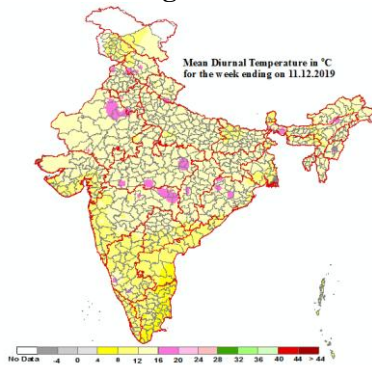 Mean Diurnal Temperature in °C
for the week ending on 11.12.2019
No Data -4 0 4 8 12 16 20 24 28 32 36 40 44 > 44